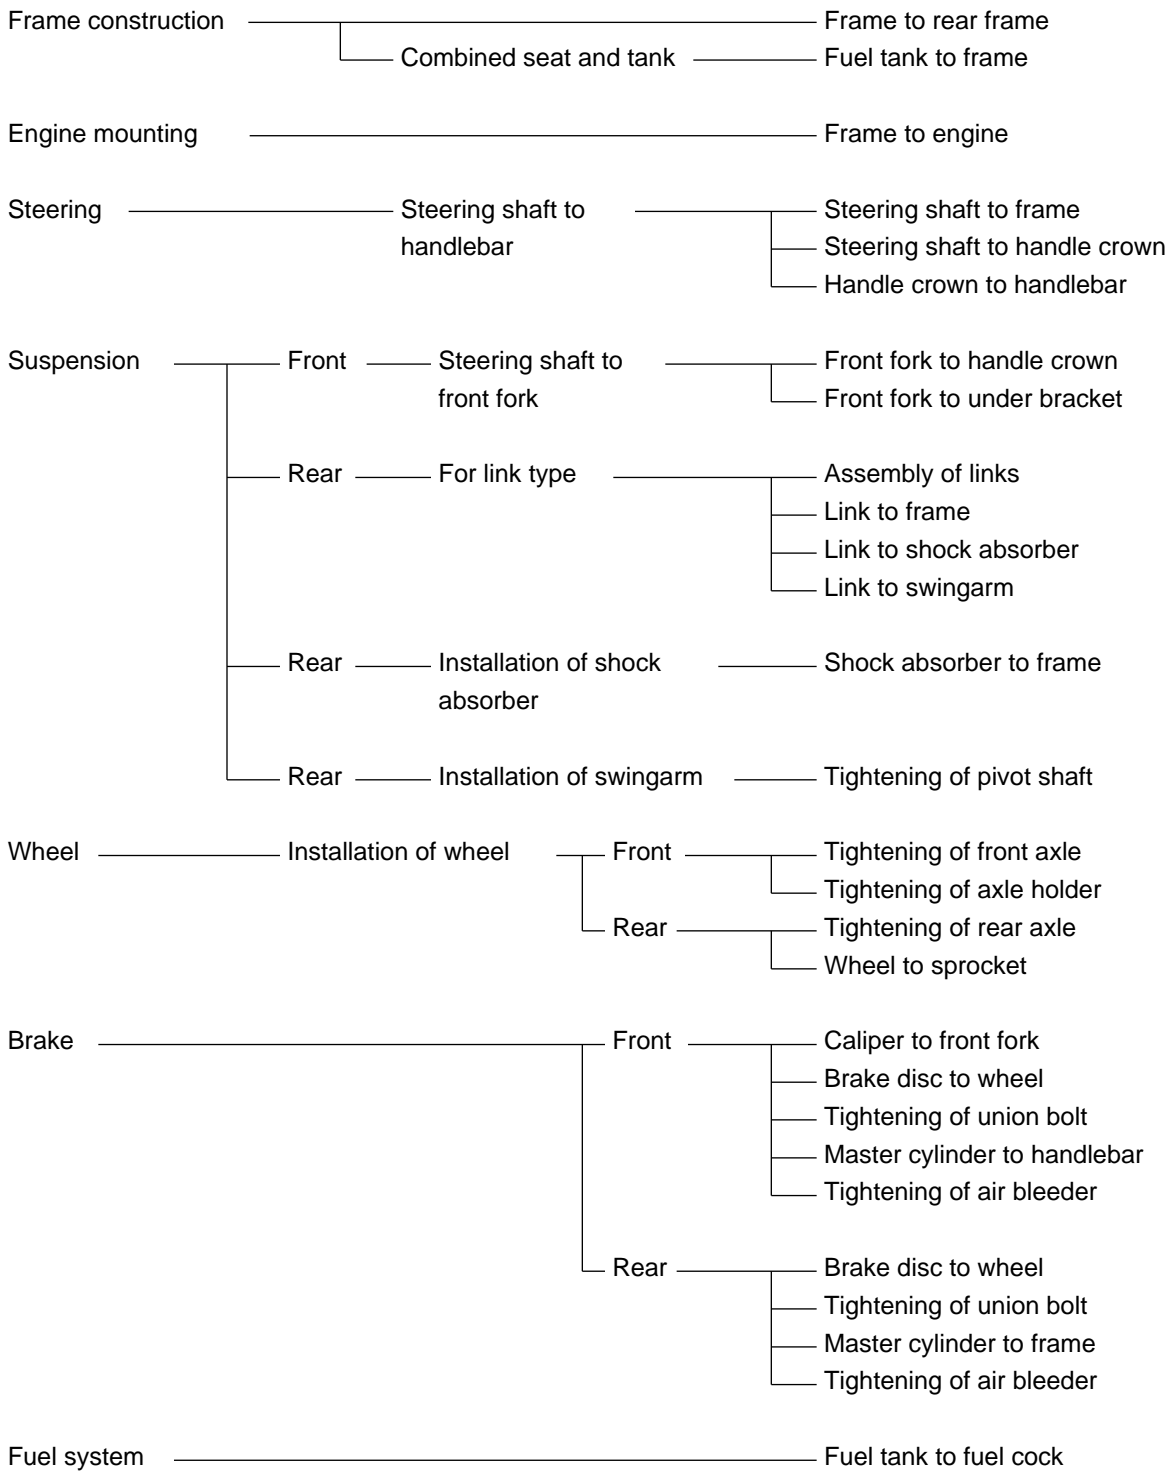 Frame construction Frame to rear frame
Combined seat and tank Fuel tank to frame
Engine mounting Frame to engine
Steering Steering shaft to Steering shaft to frame
handlebar Steering shaft to handle crown
Handle crown to handlebar
Suspension Front Steering shaft to Front fork to handle crown
front fork Front fork to under bracket
Rear For link type Assembly of links
Link to frame
Link to shock absorber
Link to swingarm
Rear Installation of shock Shock absorber to frame
absorber
Rear Installation of swingarm Tightening of pivot shaft
Wheel Installation of wheel Front Tightening of front axle
Tightening of axle holder
Rear Tightening of rear axle
Wheel to sprocket
Brake Front Caliper to front fork
Brake disc to wheel
Tightening of union bolt
Master cylinder to handlebar
Tightening of air bleeder
Rear Brake disc to wheel
Tightening of union bolt
Master cylinder to frame
Tightening of air bleeder
Fuel system Fuel tank to fuel cock